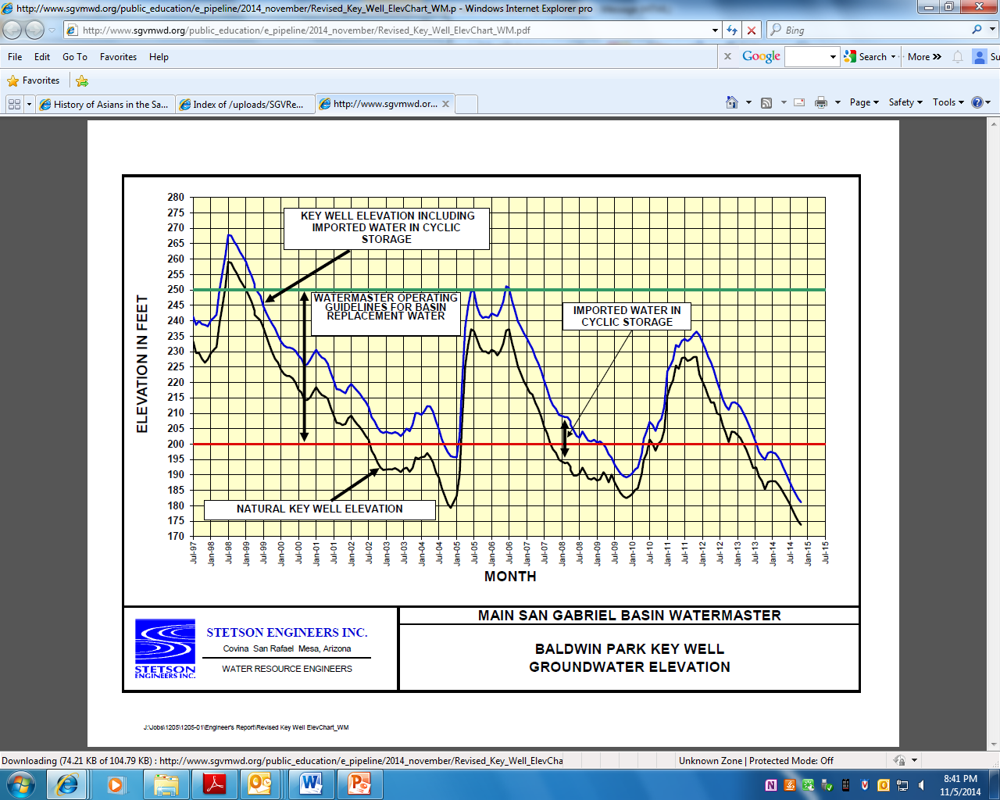 http://www.sgvmwd.org/public_education/e_pipeline/2014_november/Revised_Key_Well_ElevChart_WM.p - Windows Internet Explorer pro
http://www.sgvmwd.org/public_education/e_pipeline/2014_november/Revised_Key_Well_ElevChart_WM.pdf
Bing
File Edit Go To Favorites Help
x Google Search More » Su
Favorites
History of Asians in the Sa... Index of /uploads/SGVRe... http://www.sgvmwd.or... Page Safety Tools
280
275
270
265
260
255
250
245
240
235
230
225
220
215
210
205
200
195
190
185
180
175
170
ELEVATION IN FEET
KEY WELL ELEVATION INCLUDING
IMPORTED WATER IN CYCLIC
STORAGE
WATERMASTER OPERATING
GUIDELINES FOR BASIN
REPLACEMENT WATER
IMPORTED WATER IN
CYCLIC STORAGE
NATURAL KEY WELL ELEVATION
Jul-97 Jan-98 Jul-98 Jan-99 Jul-99 Jan-00 Jul-00 Jan-01 Jul-01 Jan-02 Jul-02 Jan-03 Jul-03 Jan-04 Jul-04 Jan-05 Jul-05 Jan-06 Jul-06 Jan-07 Jul-07 Jan-08 Jul-08 Jan-09 Jul-09 Jan-10 Jul-10 Jan-11 Jul-11 Jan-12 Jul-12 Jan-13 Jul-13 Jan-14 Jul-14 Jan-15 Jul-15
MONTH
STETSON
ENGINEERS INC.
STETSON ENGINEERS INC.
Covina San Rafael Mesa, Arizona
WATER RESOURCE ENGINEERS
MAIN SAN GABRIEL BASIN WATERMASTER
BALDWIN PARK KEY WELL
GROUNDWATER ELEVATION
J:\Jobs\1205\1205-01\Engineer's Report\Revised Key Well ElevChart_WM
Downloading (74.21 KB of 104.79 KB) : http://www.sgvmwd.org/public_education/e_pipeline/2014_november/Revised_Key_Well_ElevCha Unknown Zone | Protected Mode: Off
8:41 PM
11/5/2014